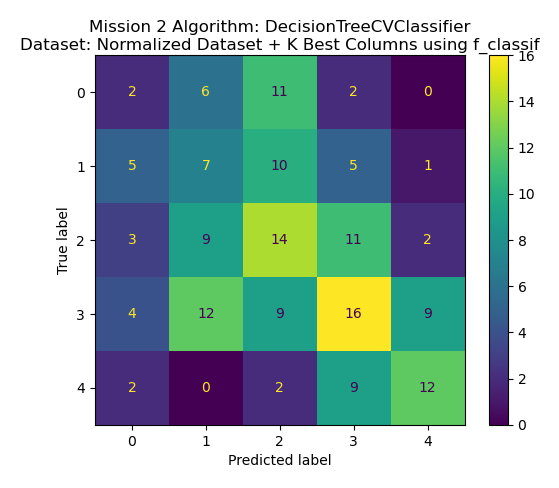 Mission 2 Algorithm: DecisionTreeCVClassifier
Dataset: Normalized Dataset + K Best Columns using f_classif
0 2 6 11 2 0
1 5 7 10 5 1
2 3 9 14 11 2
3 4 12 9 16 9
4 2 0 2 9 12
0 1 2 3 4
True label
Predicted label
16
14
12
10
8
6
4
2
0